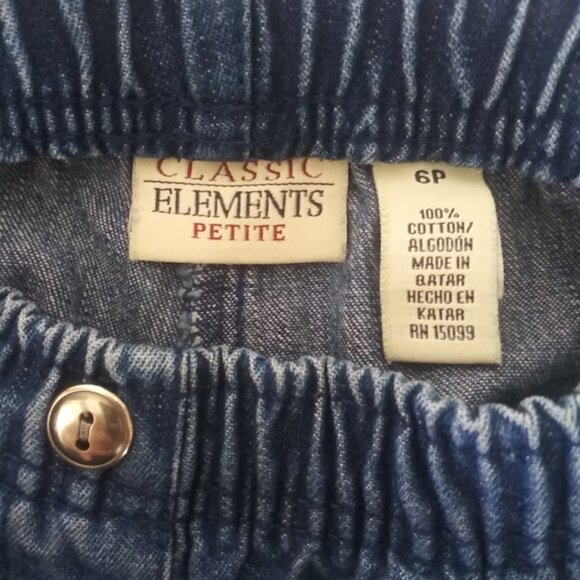 CLASSIC
ELEMENTS
PETITE
6P
100%
COTTON/
ALGODÓN
MADE IN
QATAR
HECHO EN
KATAR
RN 15099